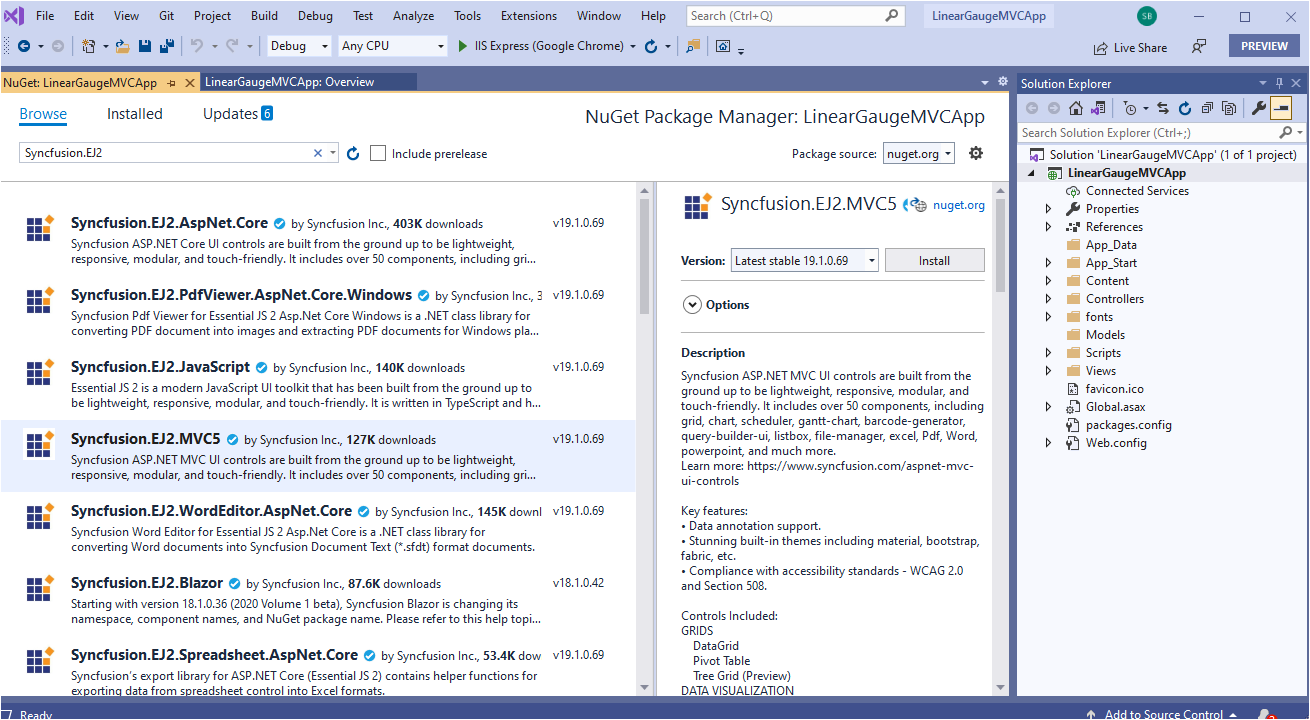 File Edit View Git Project Build Debug Test Analyze Tools Extensions Window Help Search (Ctrl+Q) LinearGaugeMVCApp SB
Debug Any CPU IIS Express (Google Chrome) Live Share PREVIEW
NuGet: LinearGaugeMVCApp LinearGaugeMVCApp: Overview
Browse Installed Updates 6
NuGet Package Manager: LinearGaugeMVCApp
Syncfusion.EJ2 Include prerelease Package source: nuget.org
Syncfusion.EJ2.AspNet.Core by Syncfusion Inc., 403K downloads v19.1.0.69
Syncfusion ASP.NET Core UI controls are built from the ground up to be lightweight,
responsive, modular, and touch-friendly. It includes over 50 components, including gri...
Syncfusion.EJ2.PdfViewer.AspNet.Core.Windows by Syncfusion Inc., 3 v19.1.0.69
Syncfusion Pdf Viewer for Essential JS 2 Asp.Net Core Windows is a .NET class library for
converting PDF document into images and extracting PDF documents for Windows pla...
Syncfusion.EJ2.JavaScript by Syncfusion Inc., 140K downloads v19.1.0.69
Essential JS 2 is a modern JavaScript UI toolkit that has been built from the ground up to
be lightweight, responsive, modular, and touch-friendly. It is written in TypeScript and h...
Syncfusion.EJ2.MVC5 by Syncfusion Inc., 127K downloads v19.1.0.69
Syncfusion ASP.NET MVC UI controls are built from the ground up to be lightweight,
responsive, modular, and touch-friendly. It includes over 50 components, including gri...
Syncfusion.EJ2.WordEditor.AspNet.Core by Syncfusion Inc., 145K downl v19.1.0.69
Syncfusion Word Editor for Essential JS 2 Asp.Net Core is a .NET class library for
converting Word documents into Syncfusion Document Text (*.sfdt) format documents.
Syncfusion.EJ2.Blazor by Syncfusion Inc., 87.6K downloads v18.1.0.42
Starting with version 18.1.0.36 (2020 Volume 1 beta), Syncfusion Blazor is changing its
namespace, component names, and NuGet package name. Please refer to this help topi...
Syncfusion.EJ2.Spreadsheet.AspNet.Core by Syncfusion Inc., 53.4K dow v19.1.0.69
Syncfusion's export library for ASP.NET Core (Essential JS 2) contains helper functions for
exporting data from spreadsheet control into Excel formats.
Syncfusion.EJ2.MVC5 nuget.org
Version: Latest stable 19.1.0.69 Install
Options
Description
Syncfusion ASP.NET MVC UI controls are built from the
ground up to be lightweight, responsive, modular, and
touch-friendly. It includes over 50 components, including
grid, chart, scheduler, gantt-chart, barcode-generator,
query-builder-ui, listbox, file-manager, excel, Pdf, Word,
powerpoint, and much more.
Learn more: https://www.syncfusion.com/aspnet-mvc-
ui-controls
Key features:
• Data annotation support.
• Stunning built-in themes including material, bootstrap,
fabric, etc.
• Compliance with accessibility standards - WCAG 2.0
and Section 508.
Controls Included:
GRIDS
DataGrid
Pivot Table
Tree Grid (Preview)
DATA VISUALIZATION
Solution Explorer
Search Solution Explorer (Ctrl+;)
Solution 'LinearGaugeMVCApp' (1 of 1 project)
LinearGaugeMVCApp
Connected Services
Properties
References
App_Data
App_Start
Content
Controllers
fonts
Models
Scripts
Views
favicon.ico
Global.asax
packages.config
Web.config
Ready Add to Source Control 2